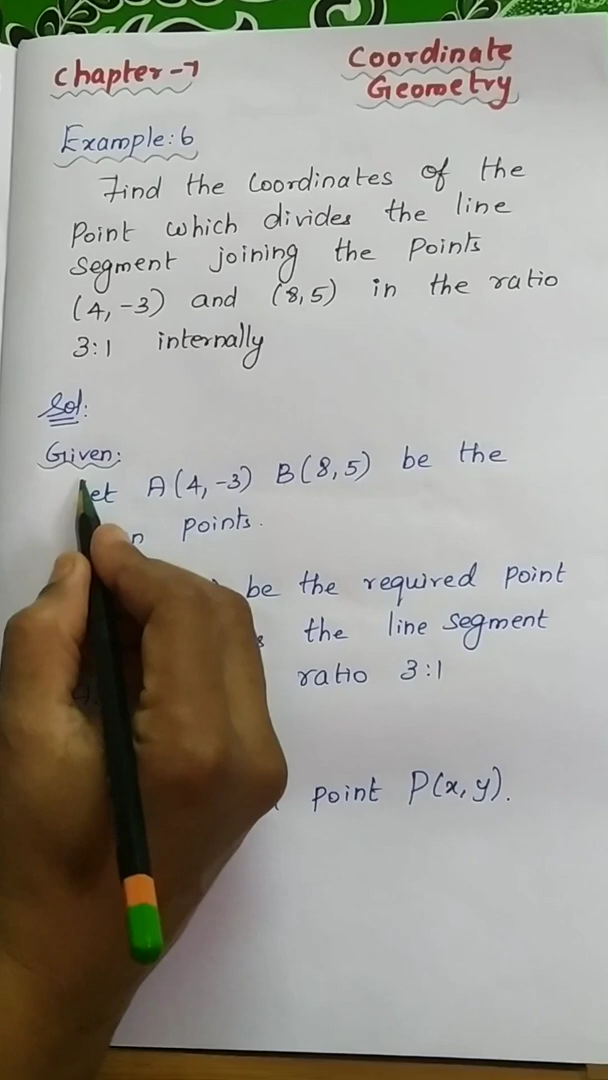 Chapter-7
Coordinate
Geometry
Example: 6
Find the Coordinates of the
Point which divides the line
Segment joining the Points
(4, -3) and (8, 5) in the ratio
3:1 internally
Sol:
Given:
Let A(4, -3) B(8, 5) be the
points.
be the required Point
the line segment
ratio 3:1
point P(x, y).